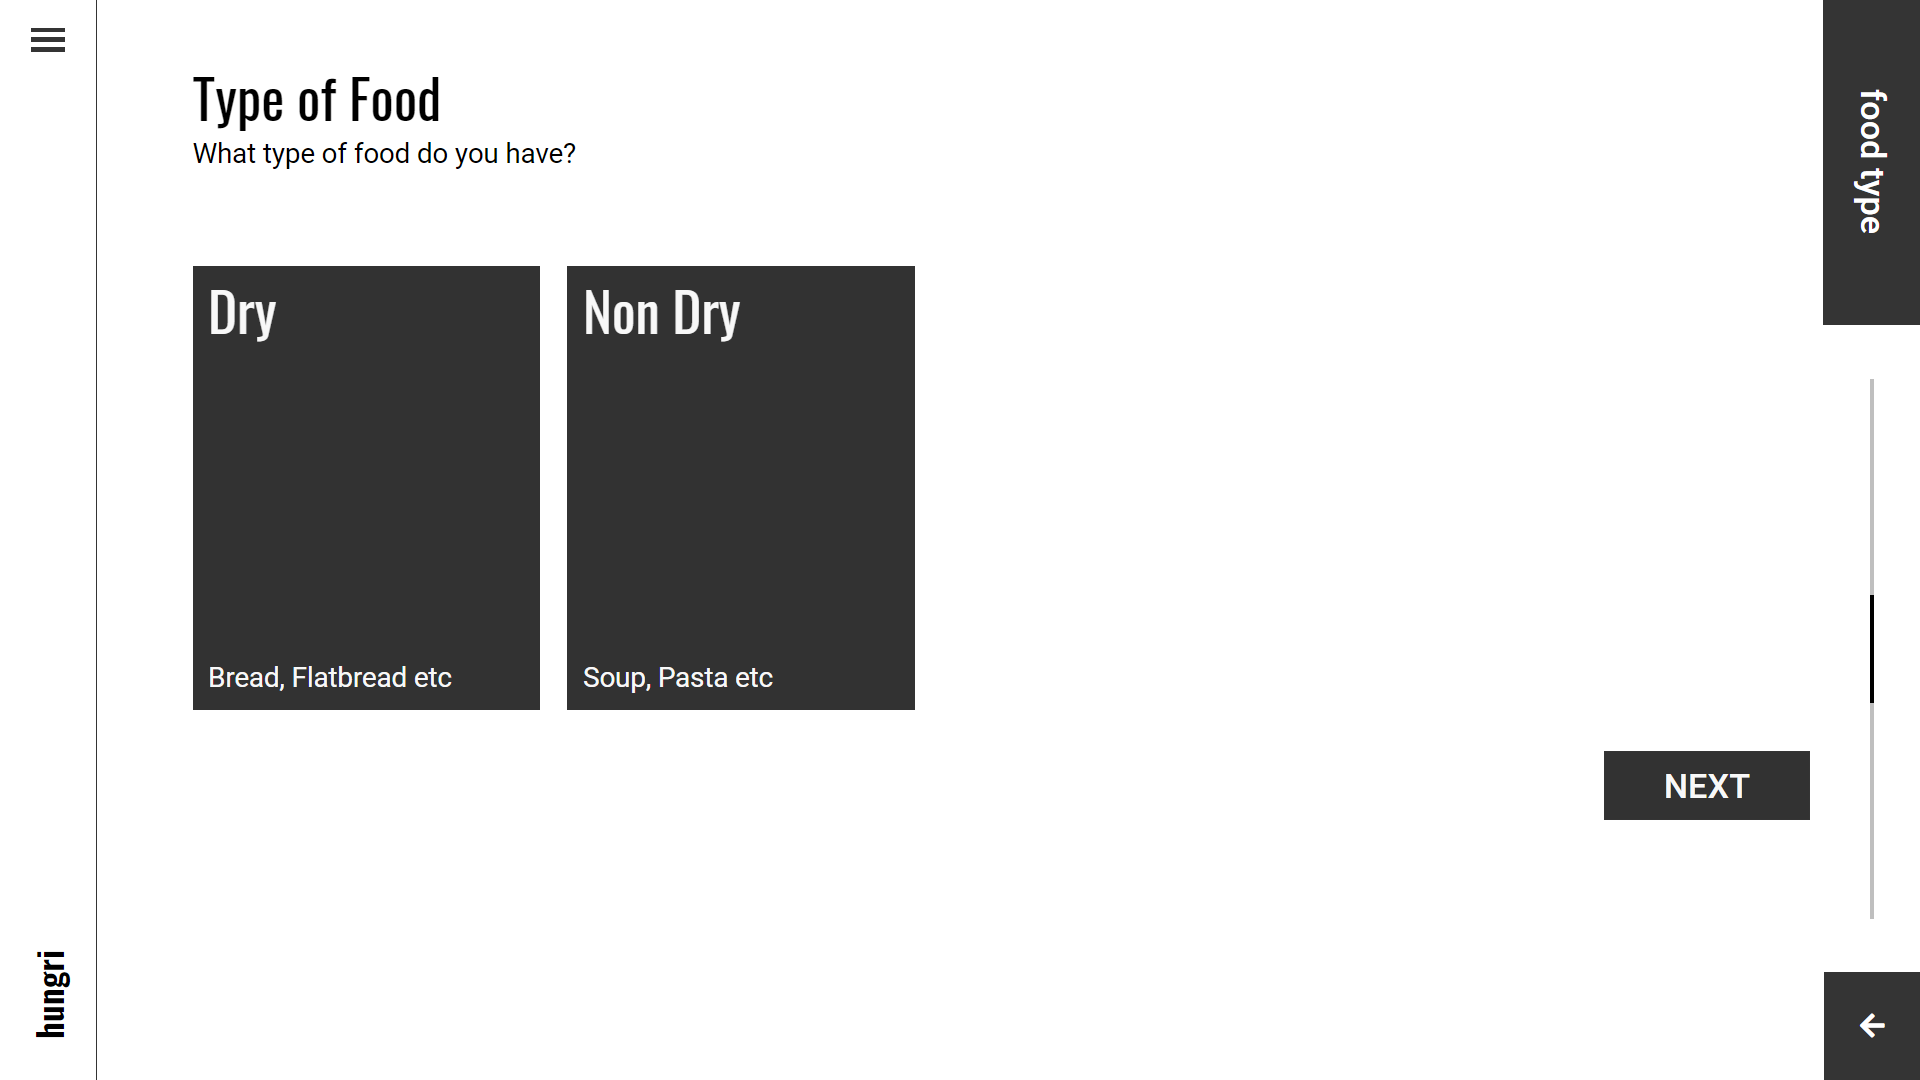 Type of Food
What type of food do you have?
Dry
Bread, Flatbread etc
Non Dry
Soup, Pasta etc
NEXT
food type
hungri